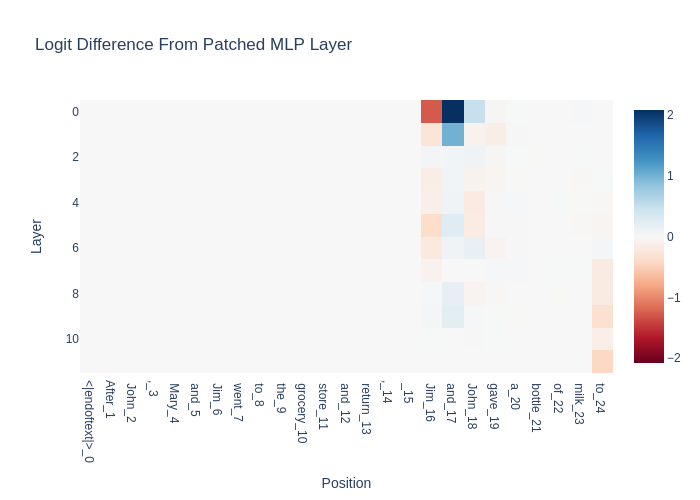 Logit Difference From Patched MLP Layer
0
2
4
6
8
10
Layer
<|endoftext|>_0
After_1
John_2
,_3
Mary_4
and_5
Jim_6
went_7
to_8
the_9
grocery_10
store_11
and_12
return_13
,_14
_15
Jim_16
and_17
John_18
gave_19
a_20
bottle_21
of_22
milk_23
to_24
Position
2
1
0
−1
−2